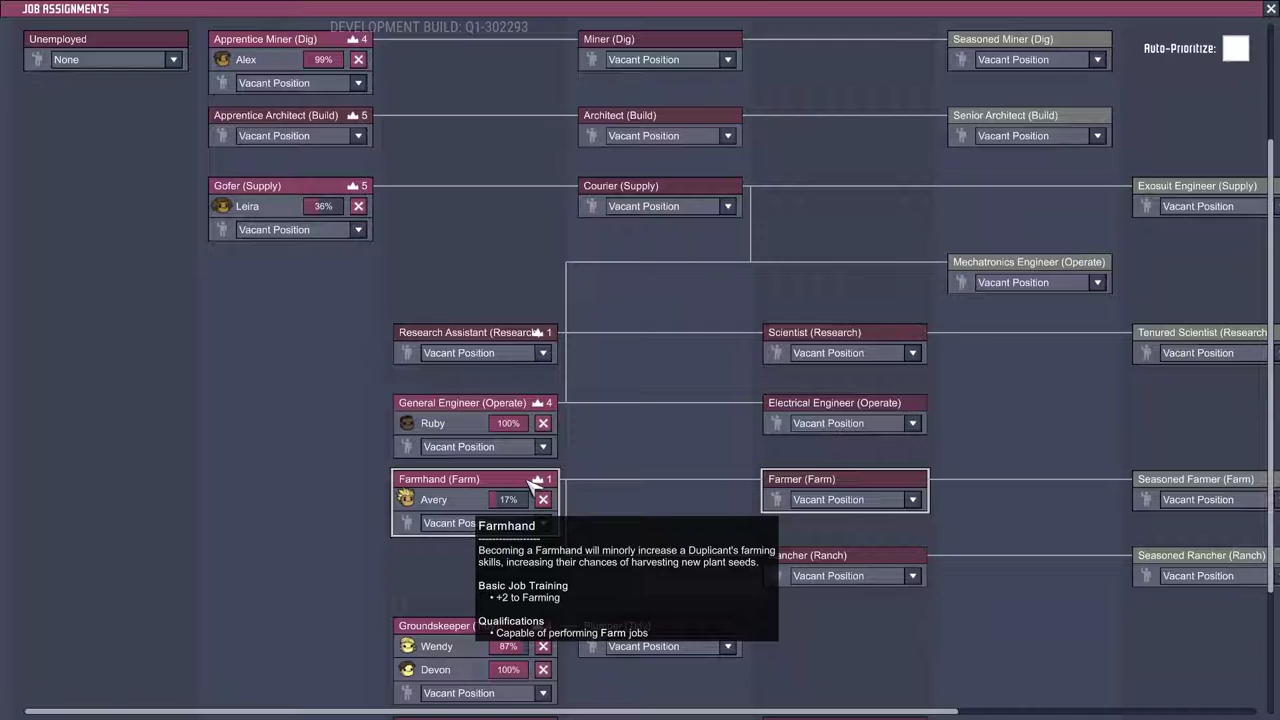 JOB ASSIGNMENTS
DEVELOPMENT BUILD: Q1-302293
Auto-Prioritize:
Unemployed
None
Apprentice Miner (Dig) 4
Alex 99%
Vacant Position
Miner (Dig)
Vacant Position
Seasoned Miner (Dig)
Vacant Position
Apprentice Architect (Build) 5
Vacant Position
Architect (Build)
Vacant Position
Senior Architect (Build)
Vacant Position
Gofer (Supply) 5
Leira 36%
Vacant Position
Courier (Supply)
Vacant Position
Exosuit Engineer (Supply)
Vacant Position
Mechatronics Engineer (Operate)
Vacant Position
Research Assistant (Research 1
Vacant Position
Scientist (Research)
Vacant Position
Tenured Scientist (Research
Vacant Position
General Engineer (Operate) 4
Ruby 100%
Vacant Position
Electrical Engineer (Operate)
Vacant Position
Farmhand (Farm) 1
Avery 17%
Vacant Pos
Farmer (Farm)
Vacant Position
Seasoned Farmer (Farm)
Vacant Position
Farmhand
Becoming a Farmhand will minorly increase a Duplicant's farming
skills, increasing their chances of harvesting new plant seeds.
Basic Job Training
• +2 to Farming
Qualifications
• Capable of performing Farm jobs
ancher (Ranch)
Vacant Position
Seasoned Rancher (Ranch)
Vacant Position
Groundskeeper (
Wendy 87%
Devon 100%
Vacant Position
Vacant Position